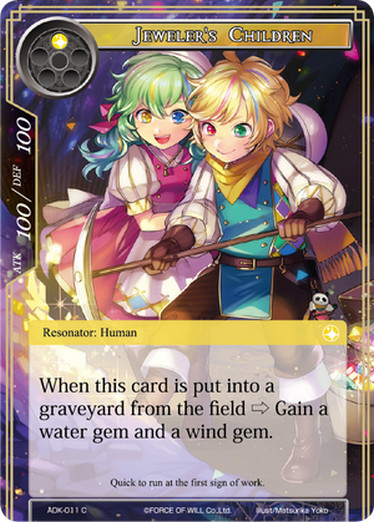 Jeweler's Children
ATK 100 / DEF 100
Resonator: Human
When this card is put into a
graveyard from the field ⇨ Gain a
water gem and a wind gem.
Quick to run at the first sign of work.
ADK-011 C ©FORCE OF WILL Co.,Ltd. Illust/Matsurika Yoko